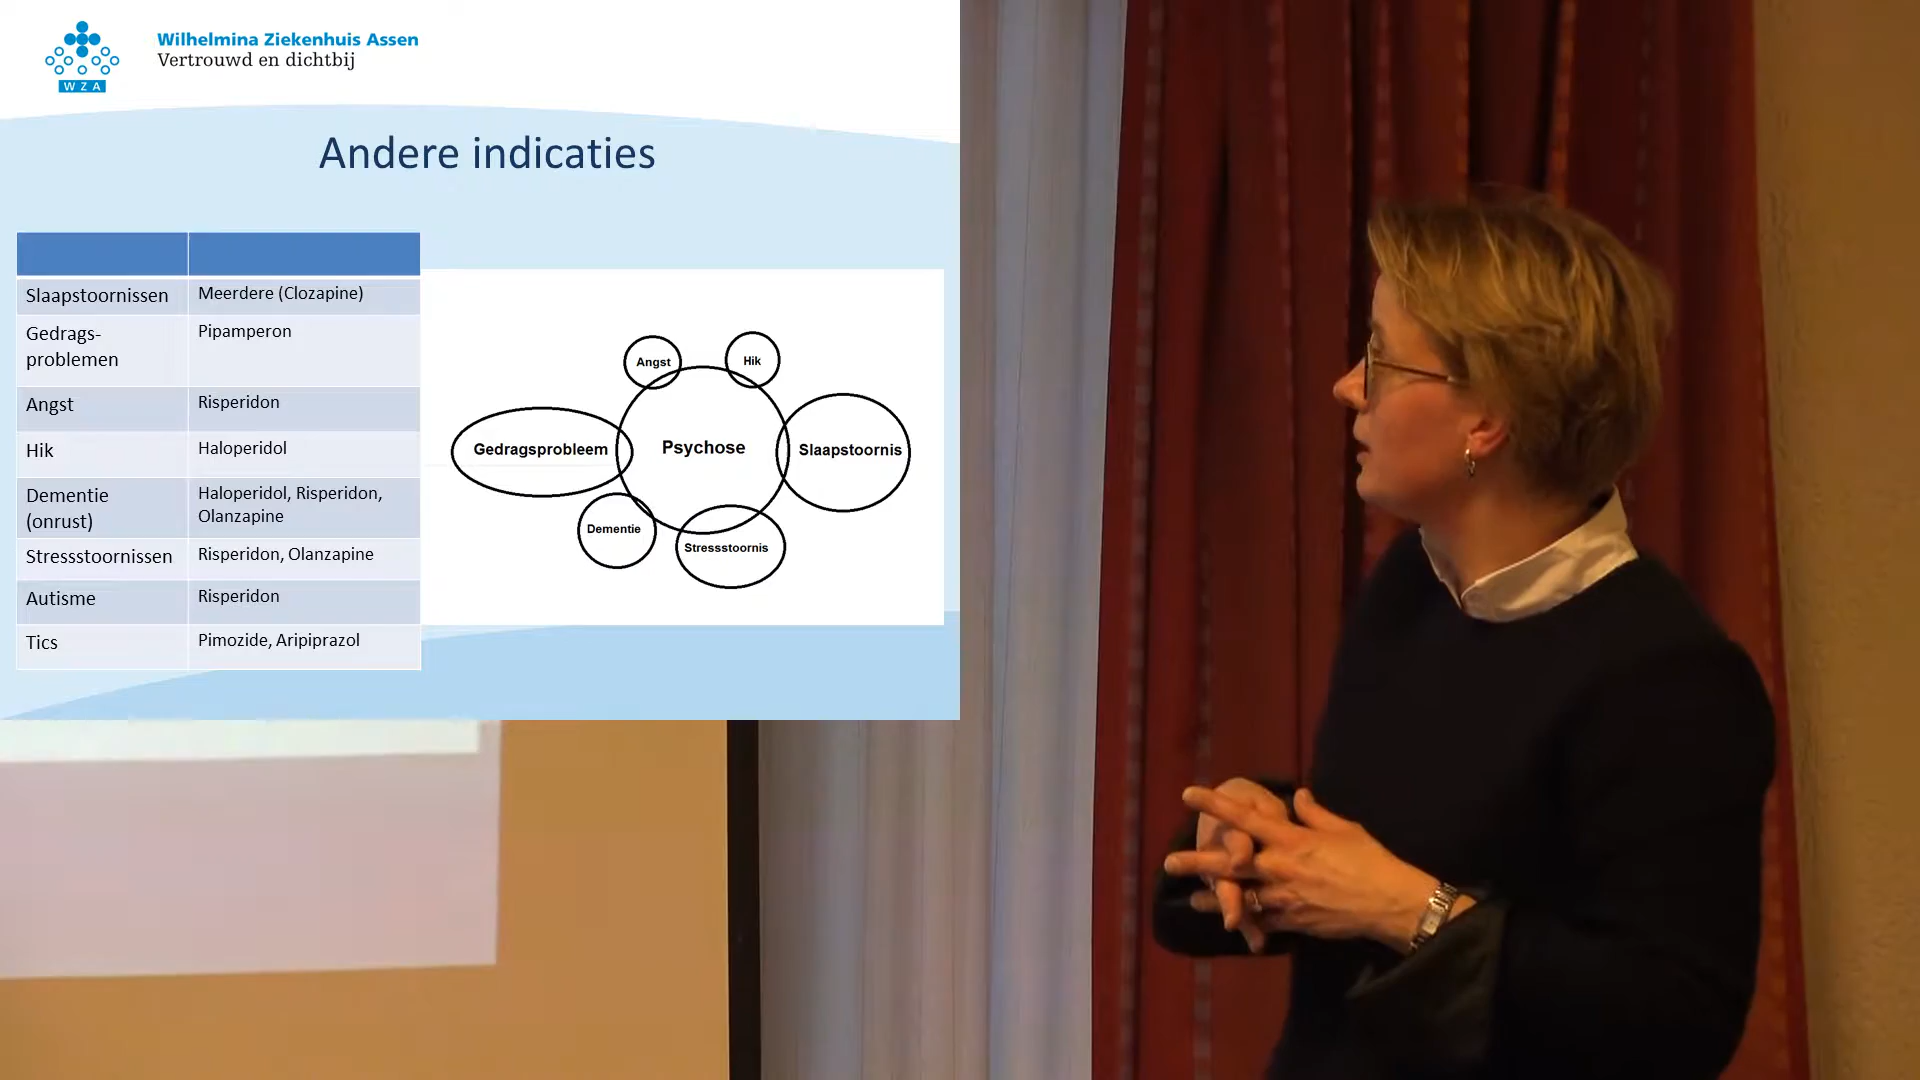 Wilhelmina Ziekenhuis Assen
Vertrouwd en dichtbij
W Z A
Andere indicaties
Slaapstoornissen Meerdere (Clozapine)
Gedrags-
problemen
Pipamperon
Angst Risperidon
Hik Haloperidol
Dementie
(onrust)
Haloperidol, Risperidon,
Olanzapine
Stressstoornissen Risperidon, Olanzapine
Autisme Risperidon
Tics Pimozide, Aripiprazol
Angst
Hik
Gedragsprobleem
Psychose
Slaapstoornis
Dementie
Stressstoornis